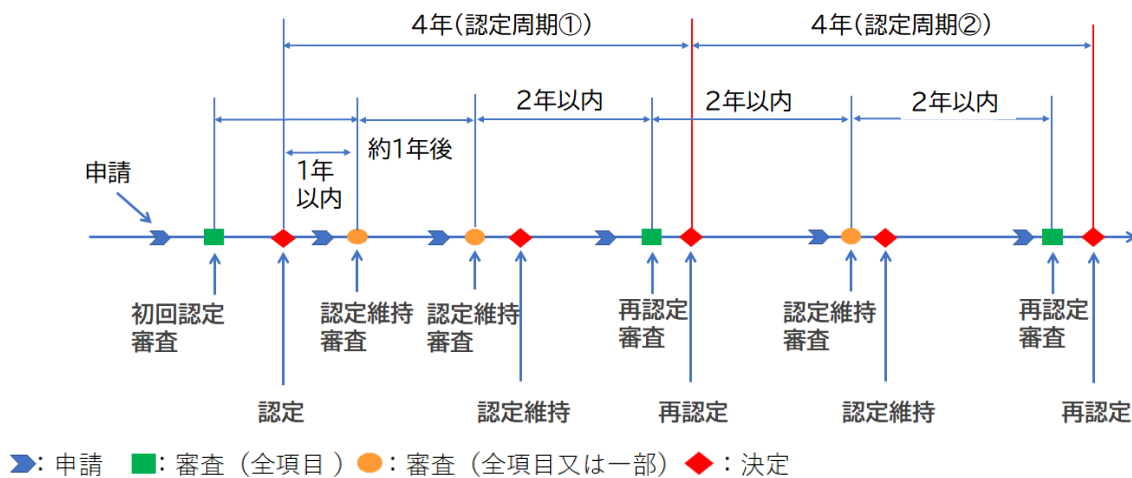 4年(認定周期①)
4年(認定周期②)
2年以内
2年以内
2年以内
約1年後
1年
以内
申請
初回認定
審査
認定維持
審査
認定維持
審査
再認定
審査
認定維持
審査
再認定
審査
認定
認定維持
再認定
認定維持
再認定
：申請 ：審査（全項目 ）：審査（全項目又は一部） ：決定